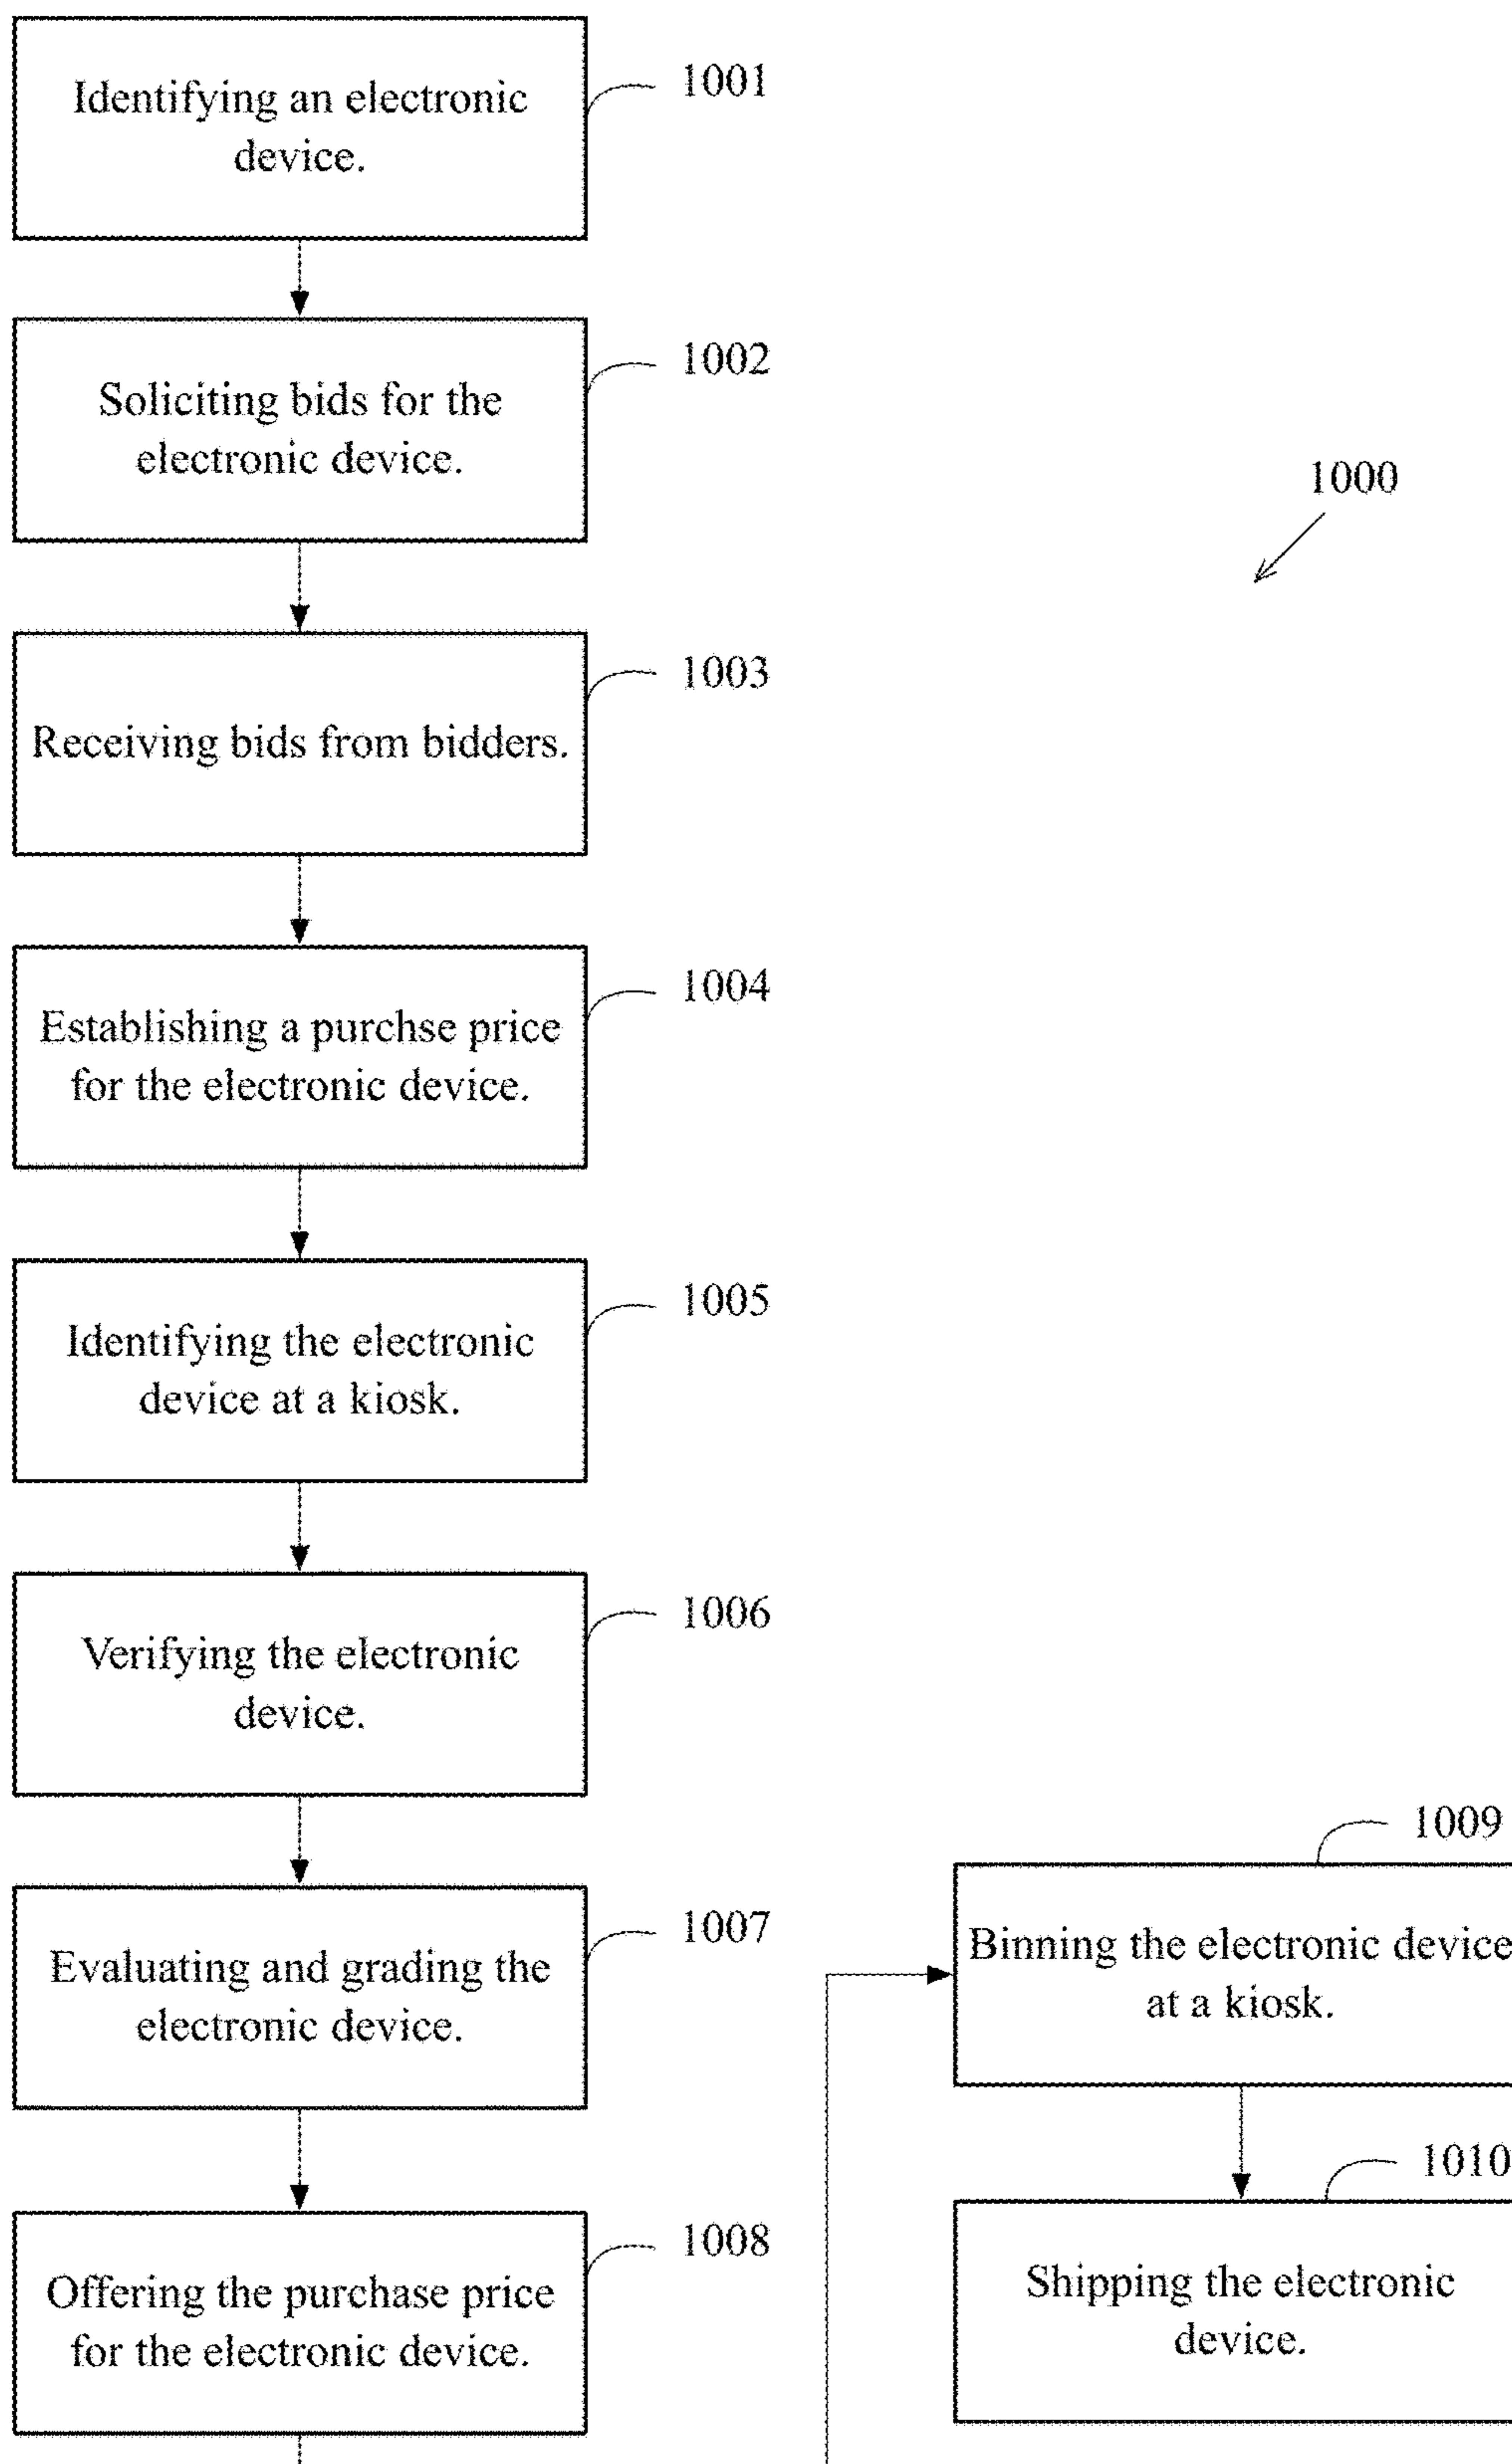 Identifying an electronic
device.
1001
Soliciting bids for the
electronic device.
1002
1000
Receiving bids from bidders.
1003
Establishing a purchse price
for the electronic device.
1004
Identifying the electronic
device at a kiosk.
1005
Verifying the electronic
device.
1006
Evaluating and grading the
electronic device.
1007
Offering the purchase price
for the electronic device.
1008
1009
Binning the electronic device
at a kiosk.
1010
Shipping the electronic
device.